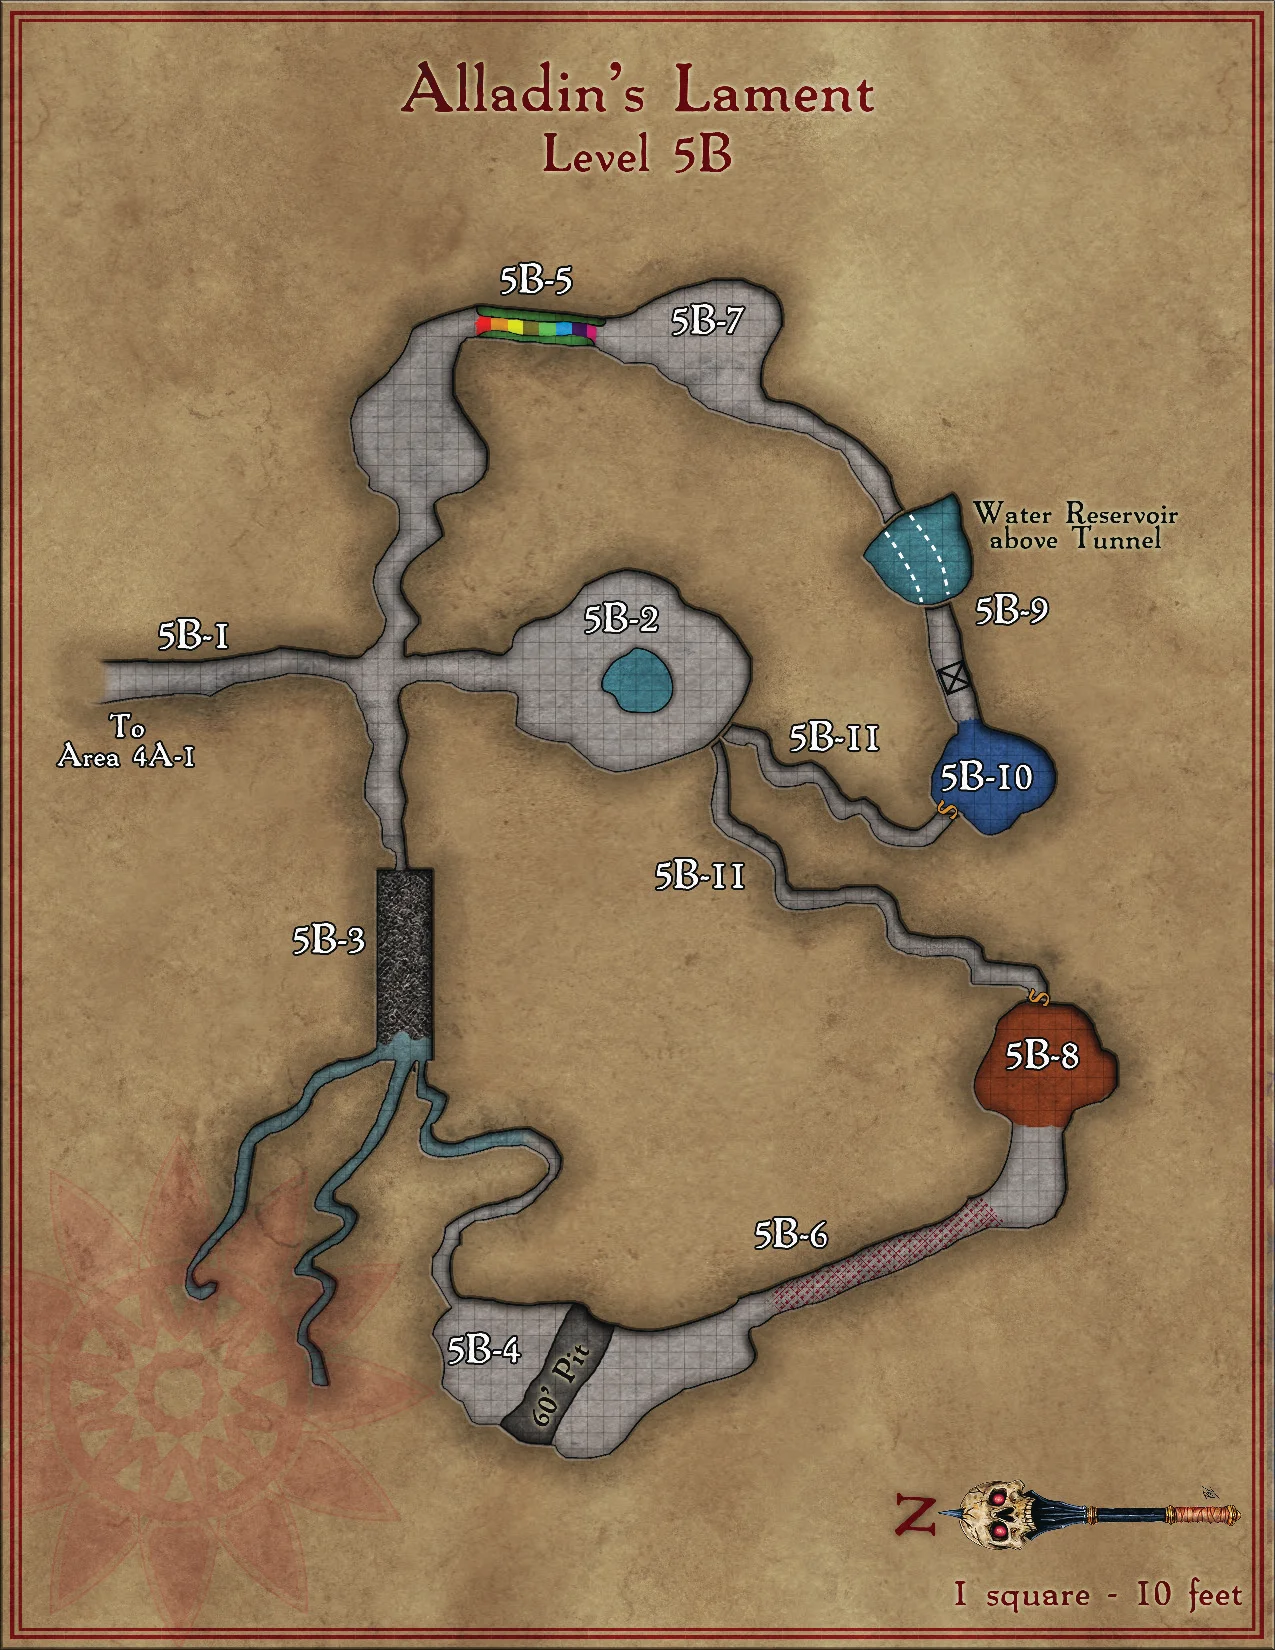 Alladin's Lament
Level 5B
5B-5
5B-7
Water Reservoir
above Tunnel
5B-9
5B-2
5B-1
To
Area 4A-1
5B-11
5B-10
S
5B-11
5B-3
S
5B-8
5B-6
5B-4
60' Pit
N
1 square - 10 feet